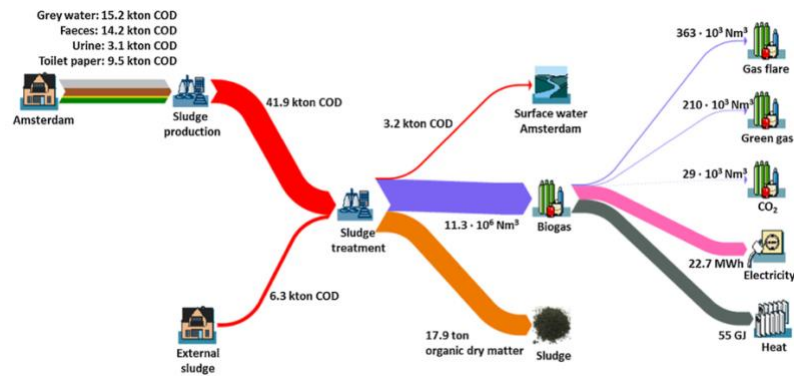 Grey water: 15.2 kton COD
Faeces: 14.2 kton COD
Urine: 3.1 kton COD
Toilet paper: 9.5 kton COD
Amsterdam
Sludge
production
41.9 kton COD
3.2 kton COD
Surface water
Amsterdam
363 · 10³ Nm³
Gas flare
210 · 10³ Nm³
Green gas
29 · 10³ Nm³
CO₂
Sludge
treatment
11.3 · 10⁶ Nm³
Biogas
22.7 MWh
Electricity
6.3 kton COD
External
sludge
17.9 ton
organic dry matter
Sludge
55 GJ
Heat